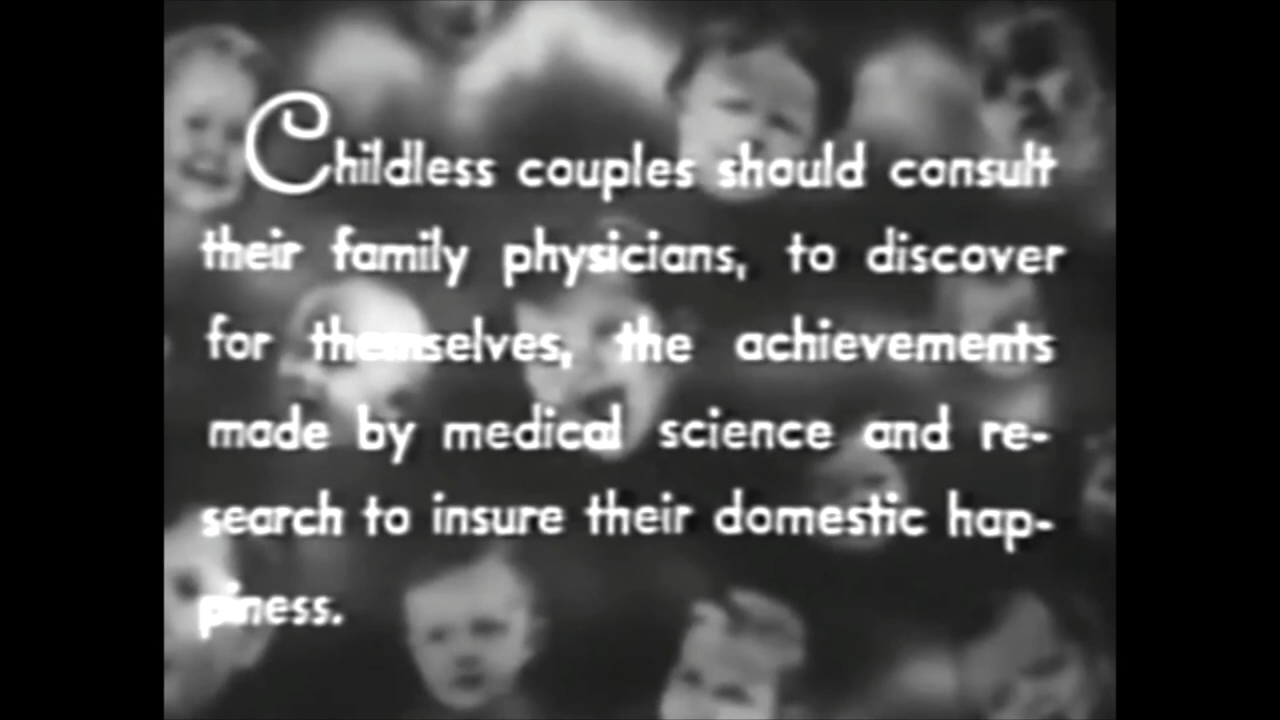 Childless couples should consult
their family physicians, to discover
for themselves, the achievements
made by medical science and re-
search to insure their domestic hap-
piness.